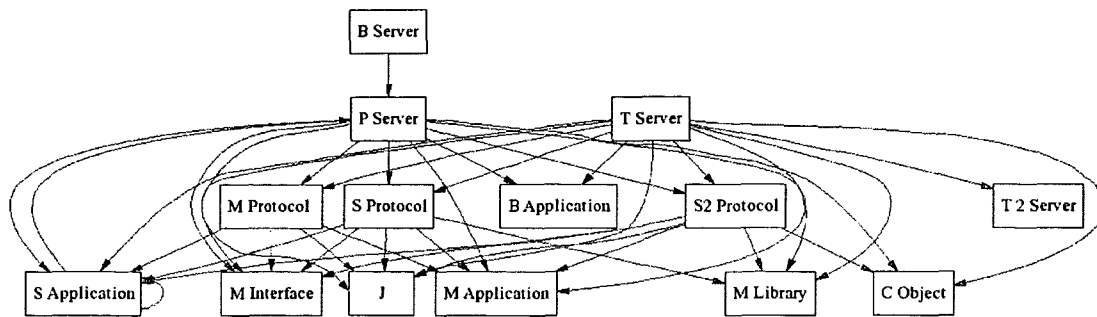 B Server
P Server
T Server
M Protocol
S Protocol
B Application
S2 Protocol
T 2 Server
S Application
M Interface
J
M Application
M Library
C Object